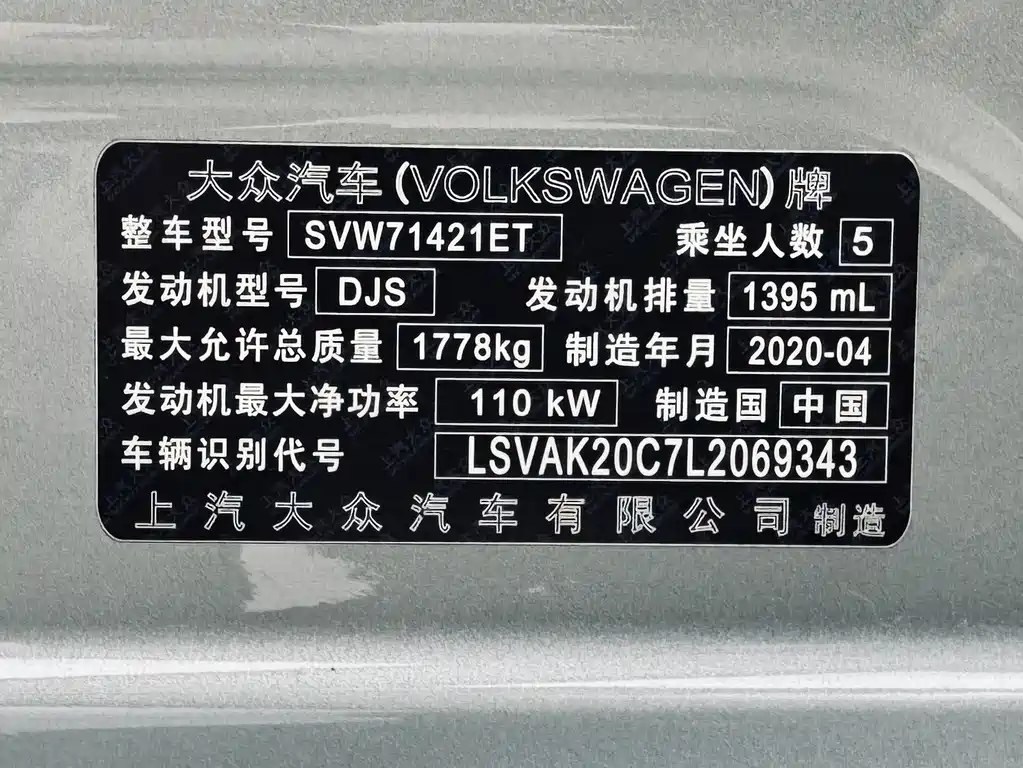 大众汽车(VOLKSWAGEN)牌
整车型号 SVW71421ET 乘坐人数 5
发动机型号 DJS 发动机排量 1395 mL
最大允许总质量 1778kg 制造年月 2020-04
发动机最大净功率 110 kW 制造国 中国
车辆识别代号 LSVAK20C7L2069343
上汽大众汽车有限公司 制造